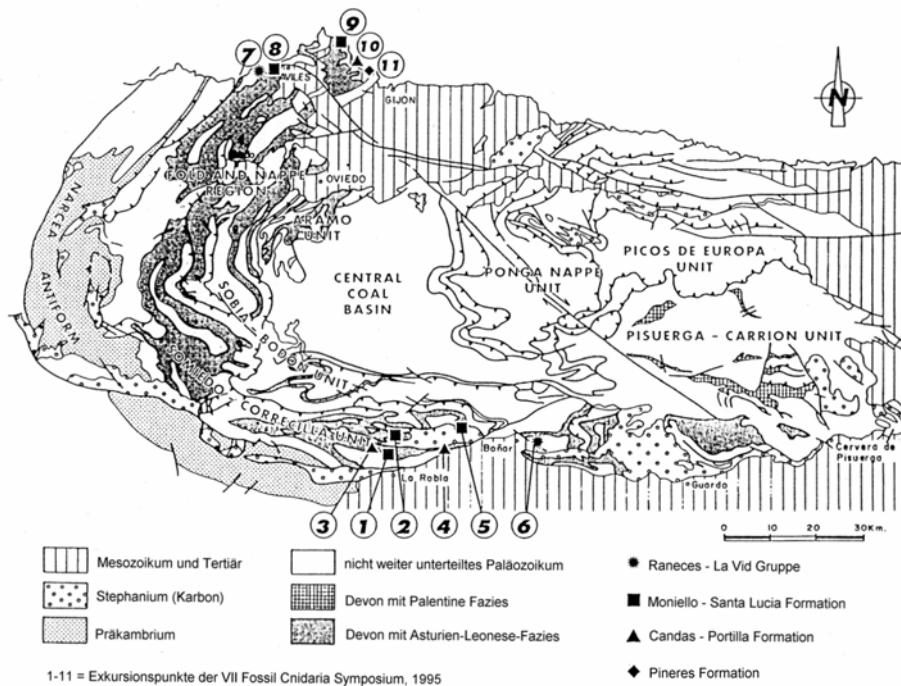 7 8 9 10 11
AVILES
GIJON
N
NARCEA ANTIFORM
FOLD AND NAPPE REGION
OVIEDO
ARAMO UNIT
CENTRAL COAL BASIN
PONGA NAPPE UNIT
PICOS DE EUROPA UNIT
PISUERGA - CARRION UNIT
SOBIA - BODON UNIT
SOMIEDO - CORRECILLA UNIT
La Robla
Boñar
Guardo
Cervera de Pisuerga
3 1 2 4 5 6
0 10 20 30 Km.
Mesozoikum und Tertiär
Stephanium (Karbon)
Präkambrium
nicht weiter unterteiltes Paläozoikum
Devon mit Palentine Fazies
Devon mit Asturien-Leonese-Fazies
Raneces - La Vid Gruppe
Moniello - Santa Lucia Formation
Candas - Portilla Formation
Pineres Formation
1-11 = Exkursionspunkte der VII Fossil Cnidaria Symposium, 1995